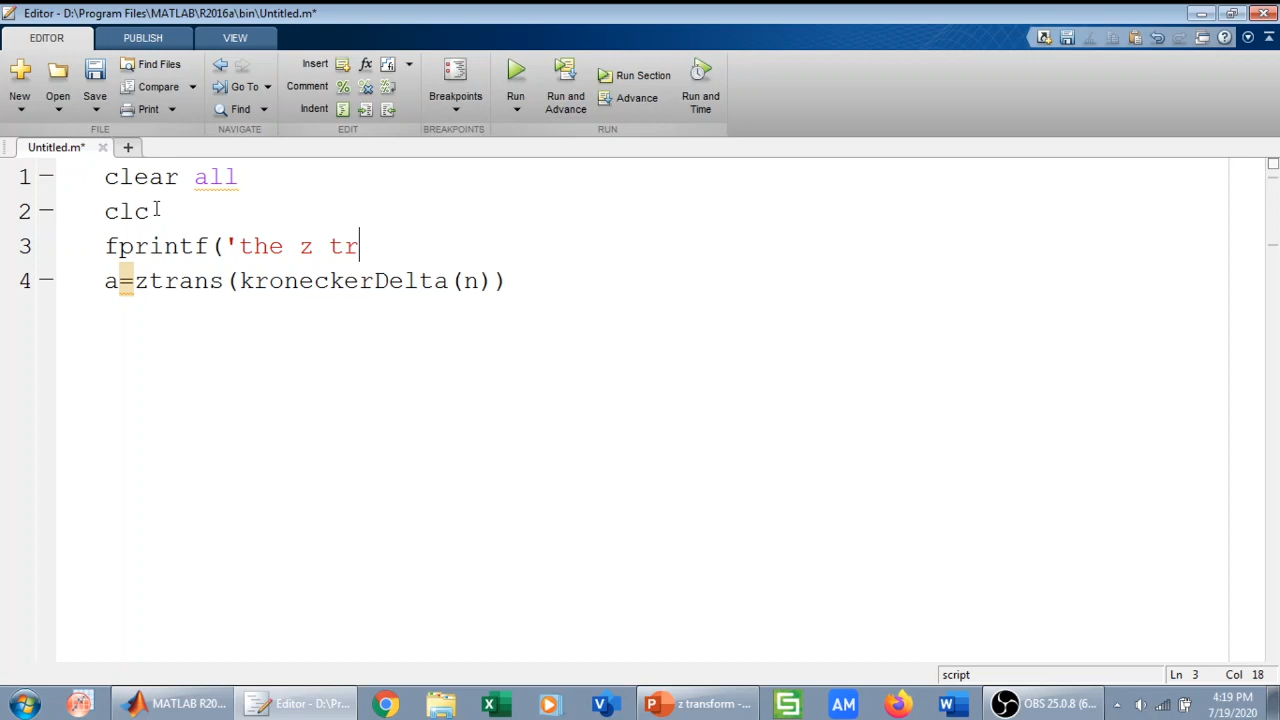 Editor - D:\Program Files\MATLAB\R2016a\bin\Untitled.m*
EDITOR PUBLISH VIEW
New Open Save Find Files Compare Print
Go To Find
Insert fx
Comment
Indent
Breakpoints
Run Run and Advance Run Section Advance Run and Time
FILE NAVIGATE EDIT BREAKPOINTS RUN
Untitled.m* × +
1 clear all
2 clc
3 fprintf('the z tr
4 a=ztrans(kroneckerDelta(n))
script Ln 3 Col 18
MATLAB R20... Editor - D:\Pro... z transform -... AM OBS 25.0.8 (6... 4:19 PM
7/19/2020